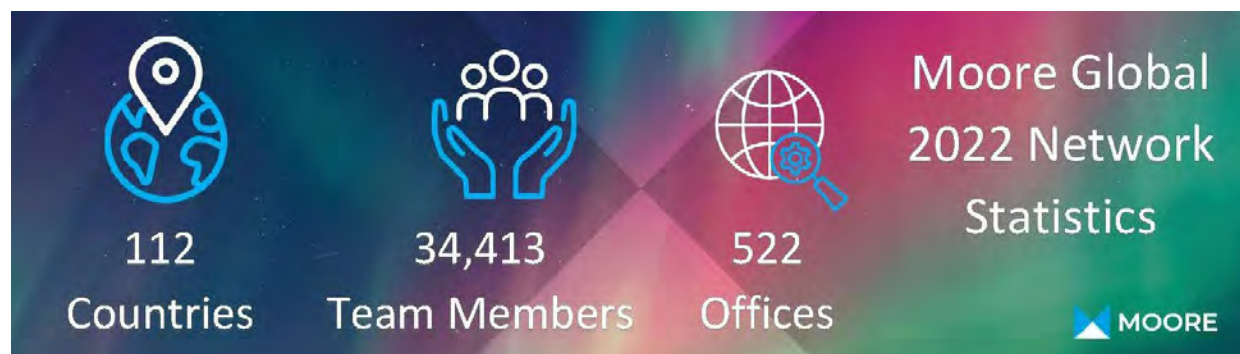 112
Countries
34,413
Team Members
522
Offices
Moore Global
2022 Network
Statistics
MOORE